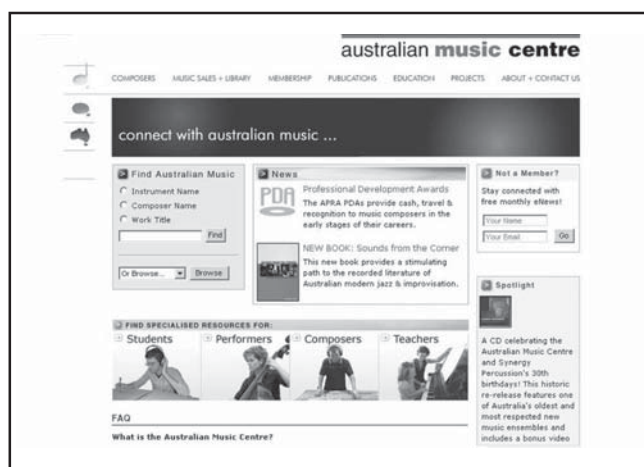 australian music centre
COMPOSERS MUSIC SALES + LIBRARY MEMBERSHIP PUBLICATIONS EDUCATION PROJECTS ABOUT + CONTACT US
connect with australian music ...
Find Australian Music
Instrument Name
Composer Name
Work Title
Find
Or Browse...
Browse
News
PDA
Professional Development Awards
The APRA PDAs provide cash, travel &
recognition to music composers in the
early stages of their careers.
NEW BOOK: Sounds from the Corner
This new book provides a stimulating
path to the recorded literature of
Australian modern jazz & improvisation.
Not a Member?
Stay connected with
free monthly eNews!
Your Name
Your Email
Go
Spotlight
A CD celebrating the
Australian Music Centre
and Synergy
Percussion's 30th
birthdays! This historic
re-release features one
of Australia's oldest and
most respected new
music ensembles and
includes a bonus video
FIND SPECIALISED RESOURCES FOR:
Students Performers Composers Teachers
FAQ
What is the Australian Music Centre?